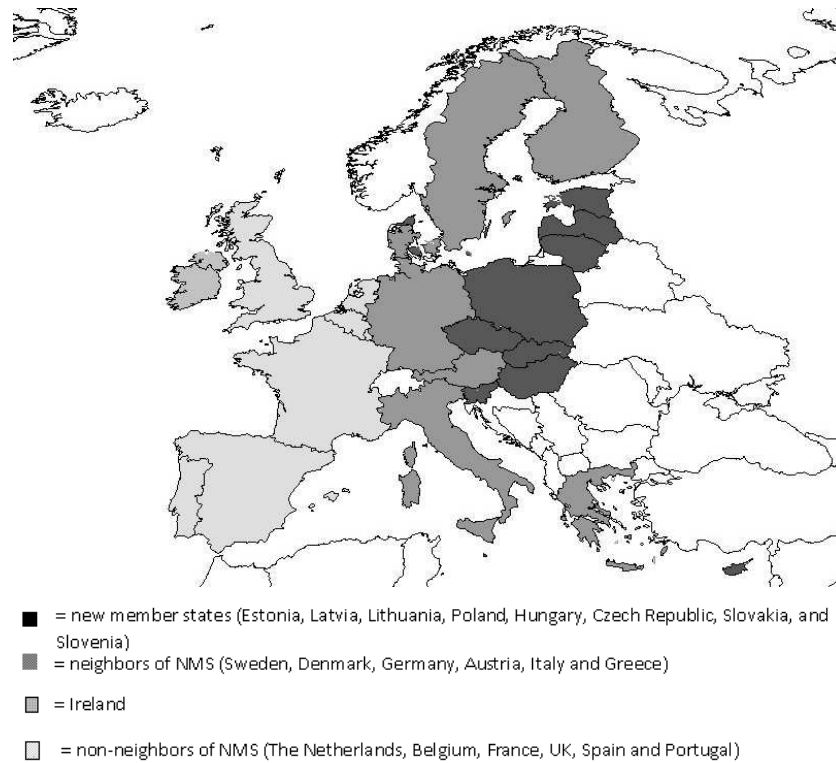 = new member states (Estonia, Latvia, Lithuania, Poland, Hungary, Czech Republic, Slovakia, and
Slovenia)
= neighbors of NMS (Sweden, Denmark, Germany, Austria, Italy and Greece)
= Ireland
= non-neighbors of NMS (The Netherlands, Belgium, France, UK, Spain and Portugal)